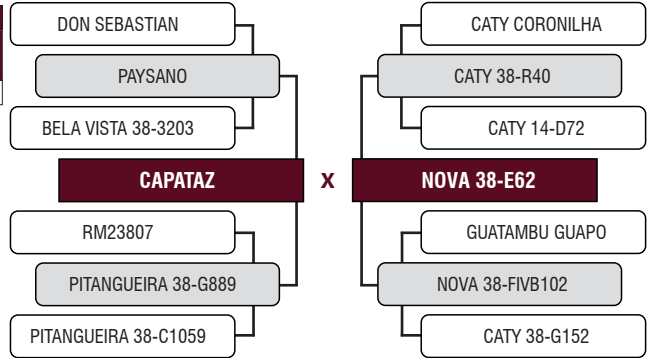 DON SEBASTIAN
PAYSANO
BELA VISTA 38-3203
CAPATAZ
RM23807
PITANGUEIRA 38-G889
PITANGUEIRA 38-C1059
X
CATY CORONILHA
CATY 38-R40
CATY 14-D72
NOVA 38-E62
GUATAMBU GUAPO
NOVA 38-FIVB102
CATY 38-G152